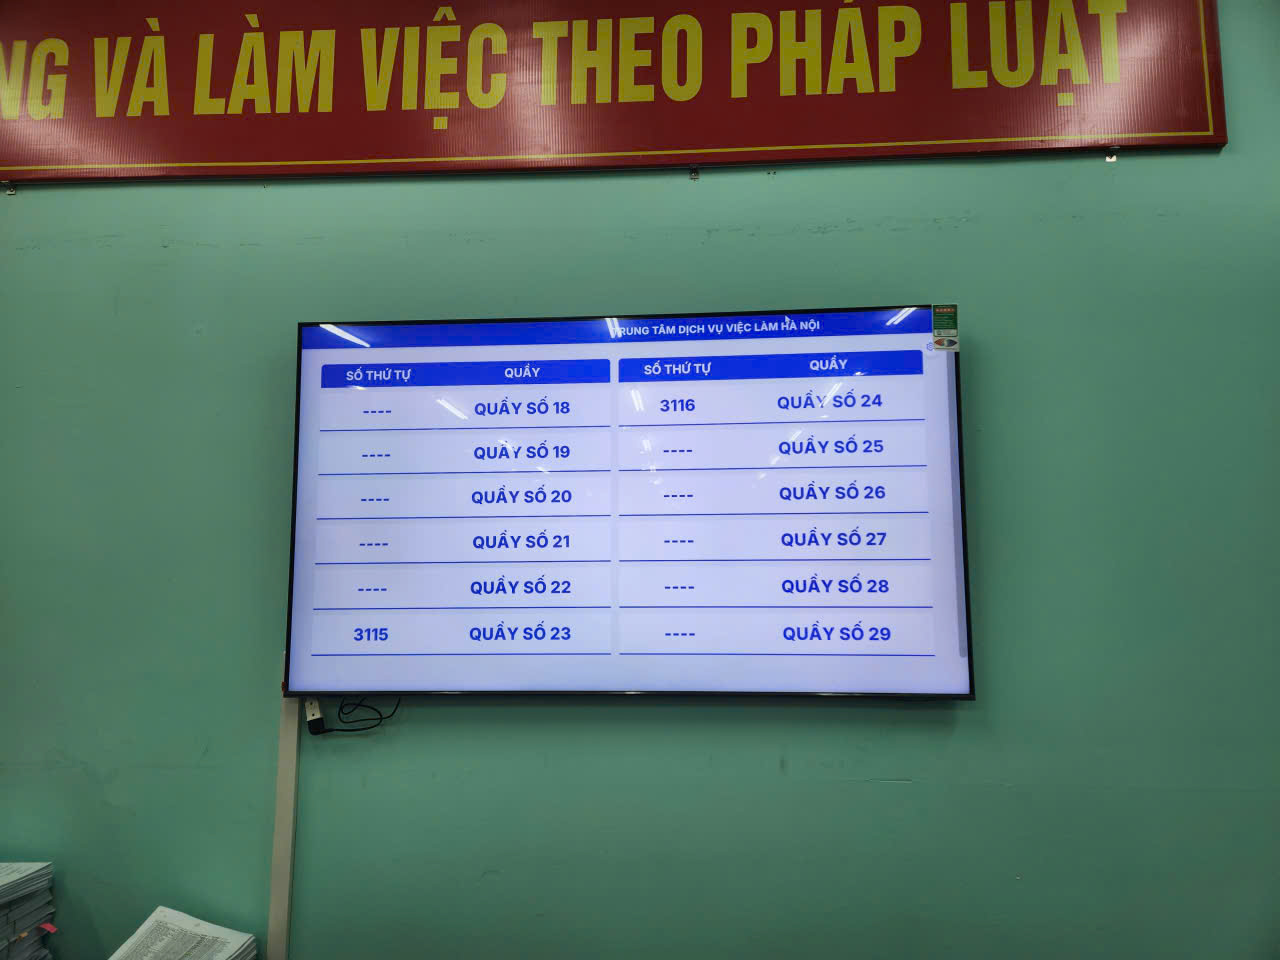 NG VÀ LÀM VIỆC THEO PHÁP LUẬT
TRUNG TÂM DỊCH VỤ VIỆC LÀM HÀ NỘI
SỐ THỨ TỰ QUẦY SỐ THỨ TỰ QUẦY
---- QUẦY SỐ 18 3116 QUẦY SỐ 24
---- QUẦY SỐ 19 ---- QUẦY SỐ 25
---- QUẦY SỐ 20 ---- QUẦY SỐ 26
---- QUẦY SỐ 21 ---- QUẦY SỐ 27
---- QUẦY SỐ 22 ---- QUẦY SỐ 28
3115 QUẦY SỐ 23 ---- QUẦY SỐ 29